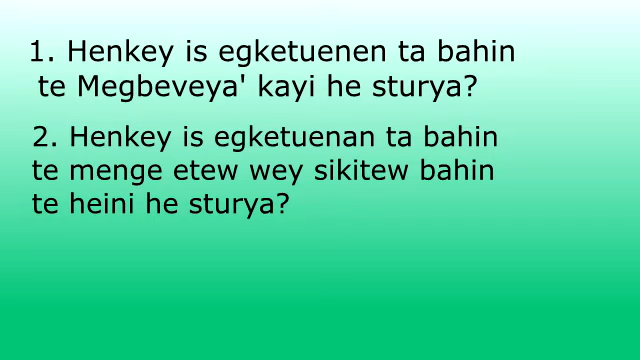 1. Henkey is egketuenen ta bahin
te Megbeveya' kayi he sturya?
2. Henkey is egketuenan ta bahin
te menge etew wey sikitew bahin
te heini he sturya?